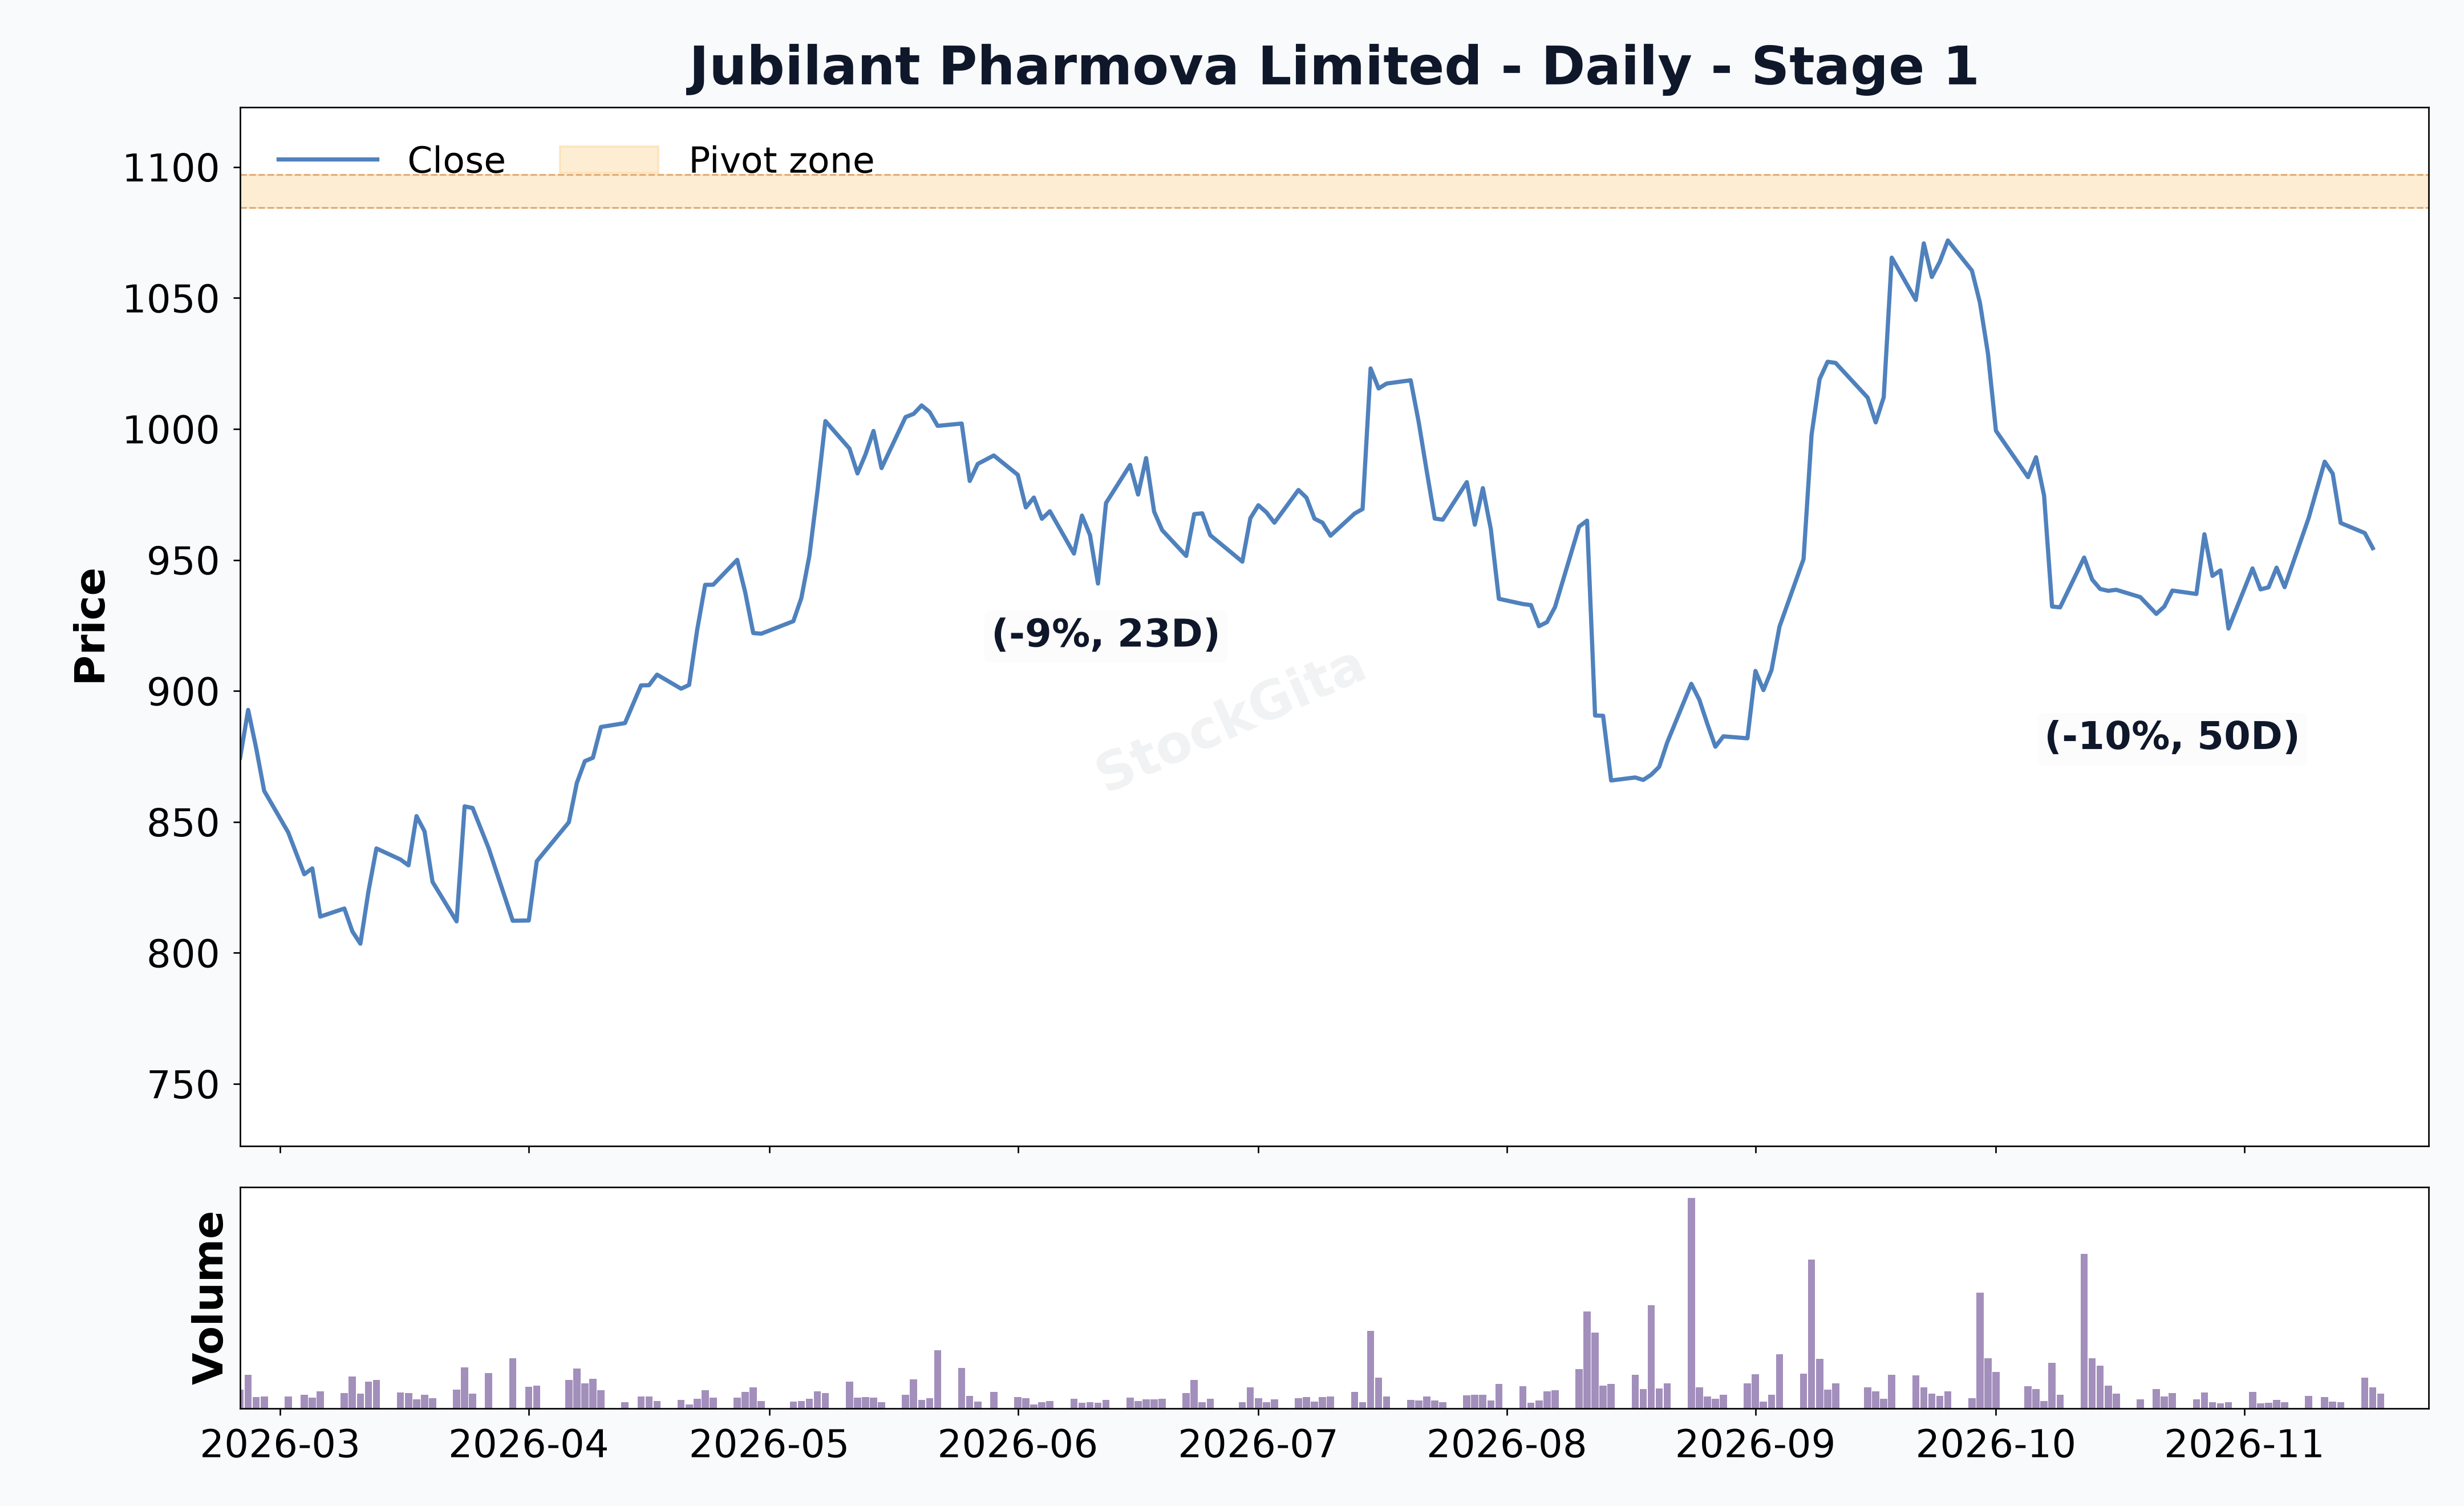 Jubilant Pharmova Limited - Daily - Stage 1
Close
Pivot zone
1100
1050
1000
950
900
850
800
750
Price
(-9%, 23D)
StockGita
(-10%, 50D)
Volume
2026-03
2026-04
2026-05
2026-06
2026-07
2026-08
2026-09
2026-10
2026-11